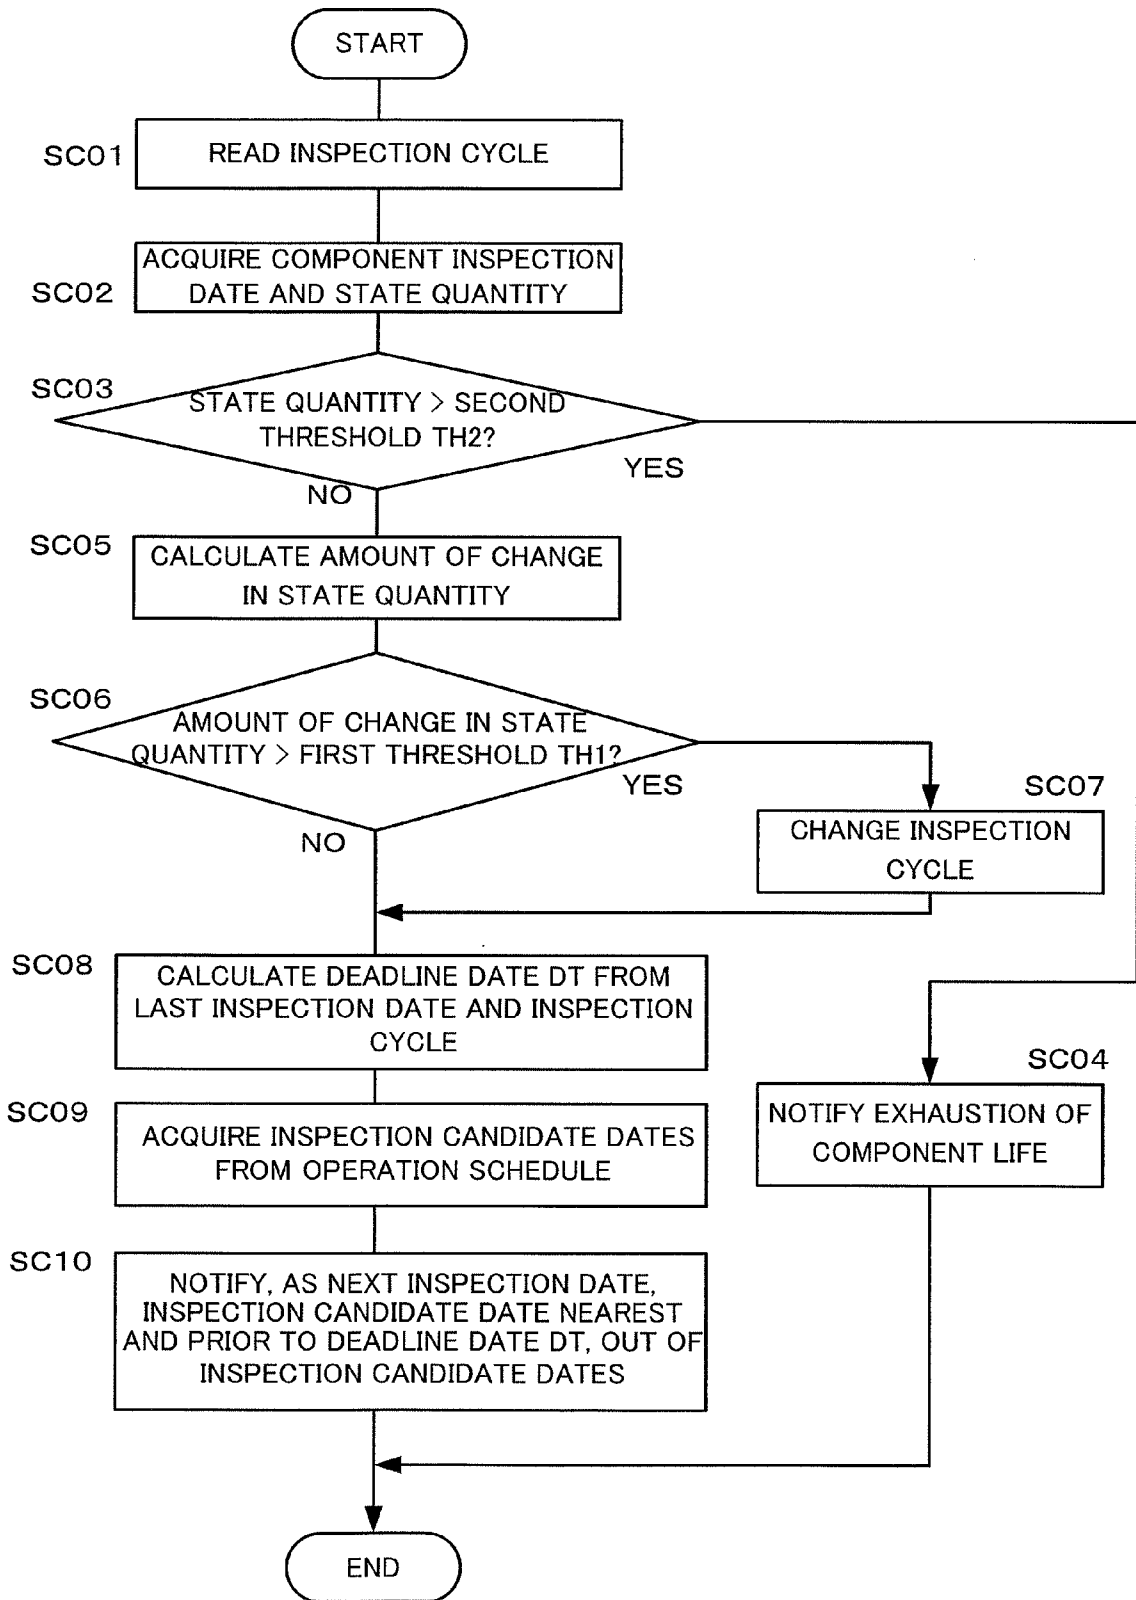 START
SC01
READ INSPECTION CYCLE
SC02
ACQUIRE COMPONENT INSPECTION
DATE AND STATE QUANTITY
SC03
STATE QUANTITY > SECOND
THRESHOLD TH2?
YES
NO
SC05
CALCULATE AMOUNT OF CHANGE
IN STATE QUANTITY
SC06
AMOUNT OF CHANGE IN STATE
QUANTITY > FIRST THRESHOLD TH1?
YES
NO
SC07
CHANGE INSPECTION
CYCLE
SC08
CALCULATE DEADLINE DATE DT FROM
LAST INSPECTION DATE AND INSPECTION
CYCLE
SC04
NOTIFY EXHAUSTION OF
COMPONENT LIFE
SC09
ACQUIRE INSPECTION CANDIDATE DATES
FROM OPERATION SCHEDULE
SC10
NOTIFY, AS NEXT INSPECTION DATE,
INSPECTION CANDIDATE DATE NEAREST
AND PRIOR TO DEADLINE DATE DT, OUT OF
INSPECTION CANDIDATE DATES
END